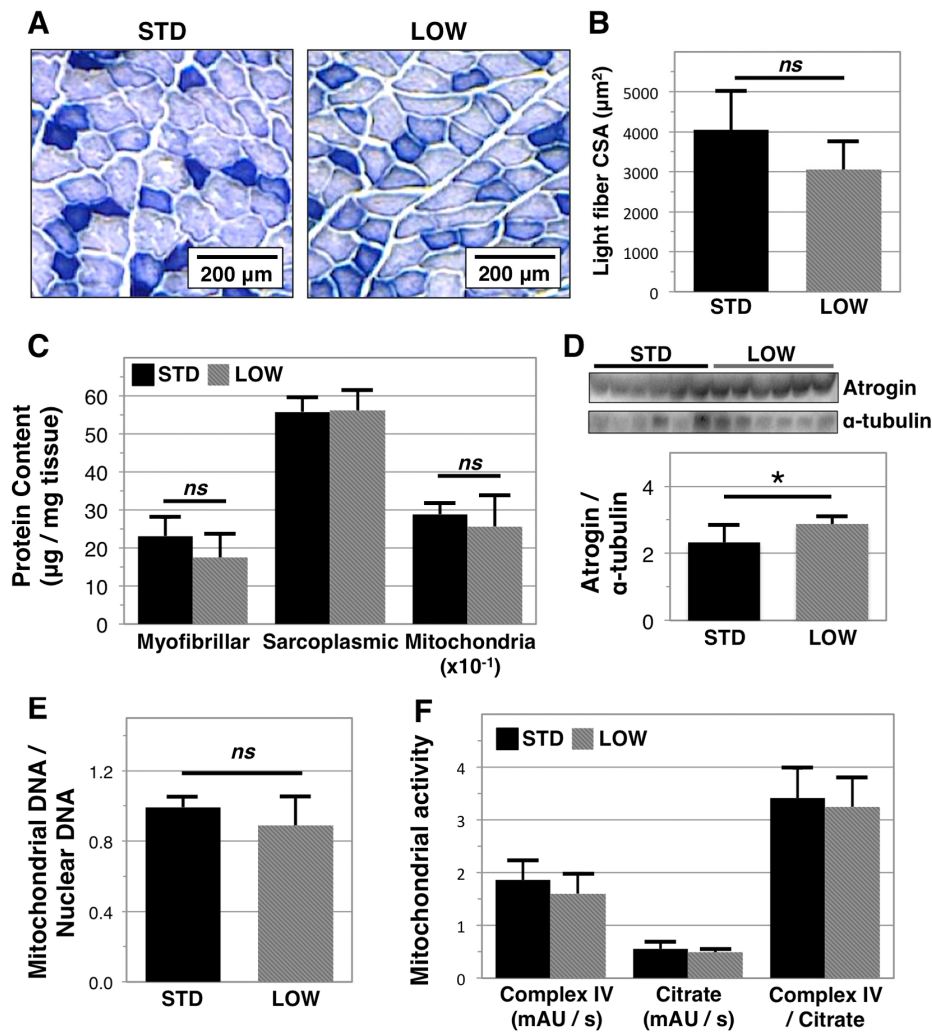 A
STD
LOW
200 µm
200 µm
B
Light fiber CSA (µm²)
5000
4000
3000
2000
1000
0
ns
STD
LOW
C
STD LOW
Protein Content
(µg / mg tissue)
60
50
40
30
20
10
0
ns
ns
Myofibrillar Sarcoplasmic Mitochondria
(x10⁻¹)
D
STD LOW
Atrogin
α-tubulin
Atrogin /
α-tubulin
4
2
0
*
STD
LOW
E
Mitochondrial DNA /
Nuclear DNA
1.2
0.8
0.4
0.0
ns
STD
LOW
F
STD LOW
Mitochondrial activity
4
3
2
1
0
Complex IV
(mAU / s)
Citrate
(mAU / s)
Complex IV
/ Citrate